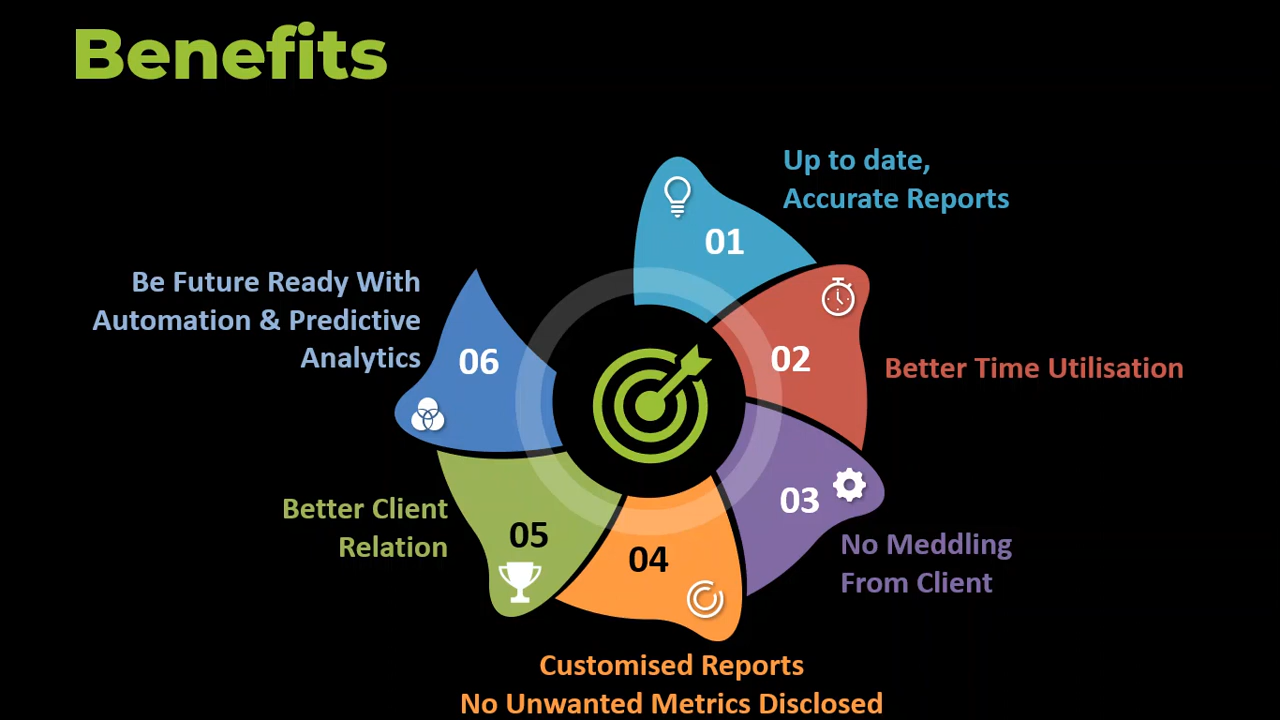 Benefits
01
Up to date,
Accurate Reports
02
Better Time Utilisation
03
No Meddling
From Client
04
Customised Reports
No Unwanted Metrics Disclosed
05
Better Client
Relation
06
Be Future Ready With
Automation & Predictive
Analytics